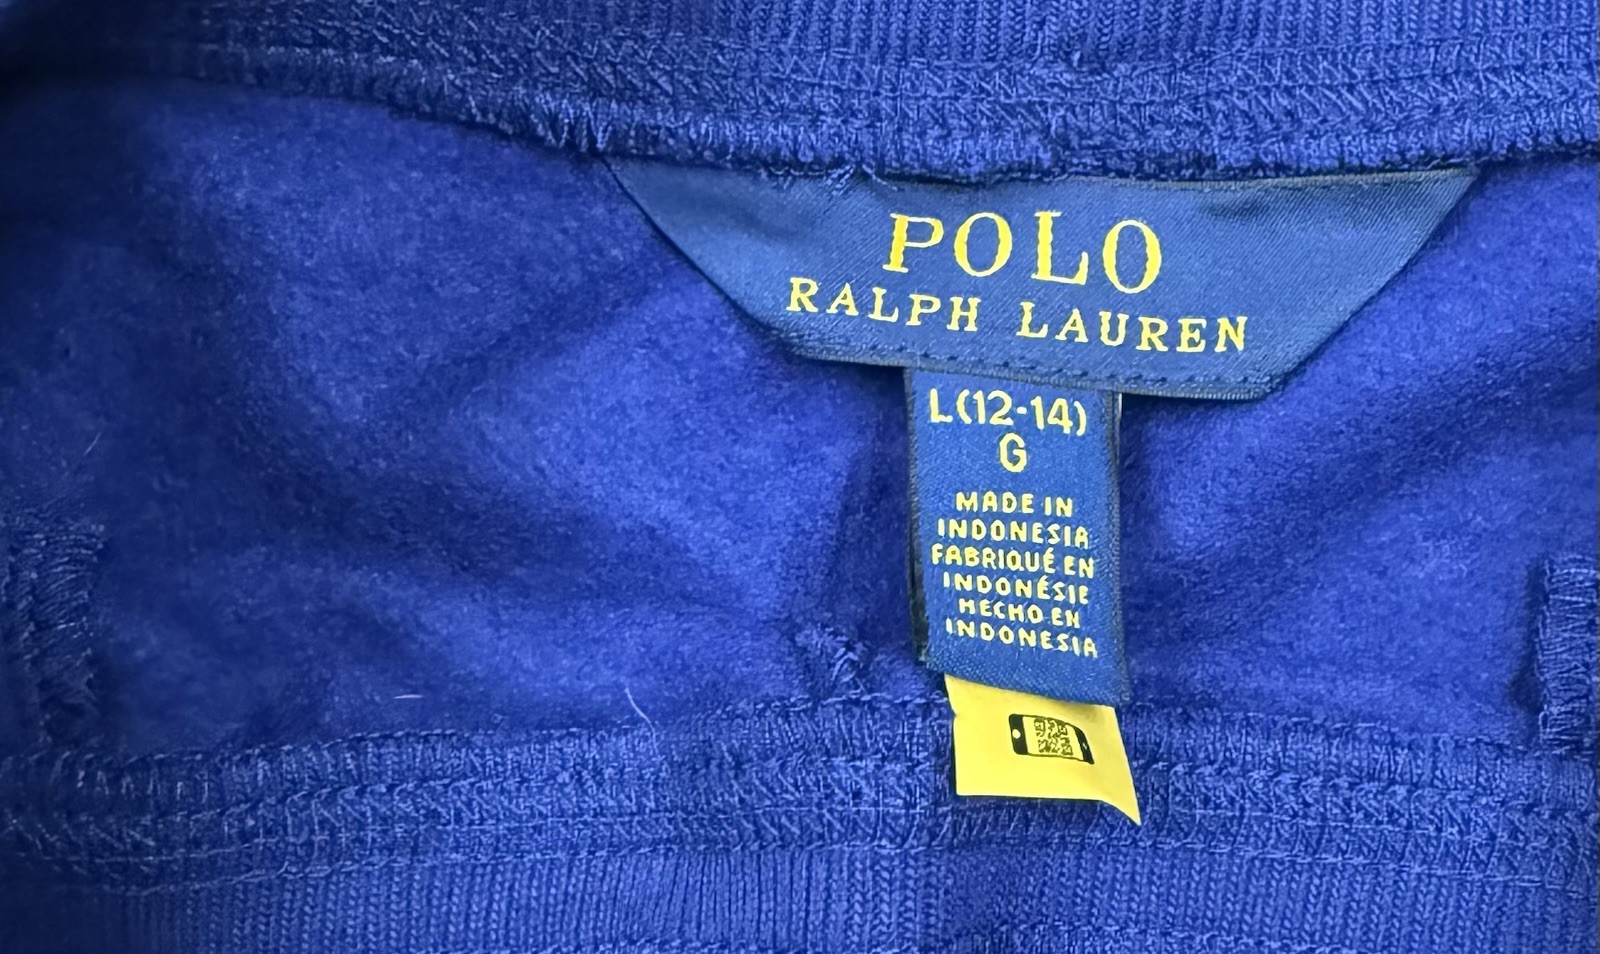 POLO
RALPH LAUREN
L(12-14)
G
MADE IN
INDONESIA
FABRIQUÉ EN
INDONÉSIE
HECHO EN
INDONESIA